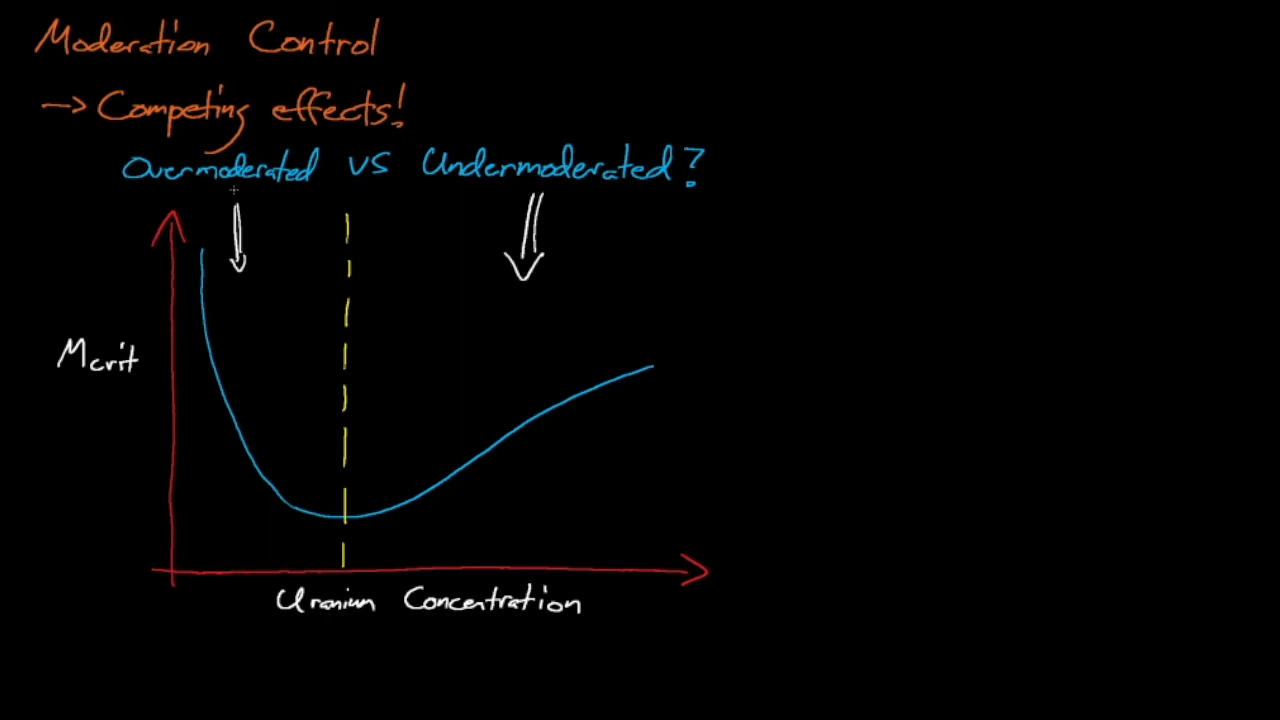 Moderation Control
-> Competing effects!
Overmoderated vs Undermoderated?
Mcrit
Uranium Concentration